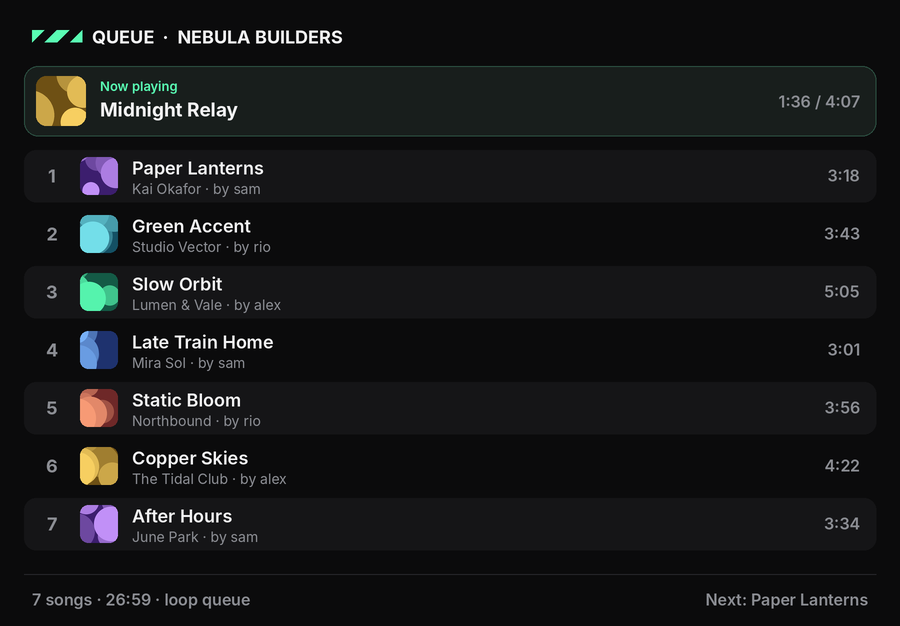 QUEUE · NEBULA BUILDERS
Now playing
Midnight Relay
1:36 / 4:07
1
Paper Lanterns
Kai Okafor · by sam
3:18
2
Green Accent
Studio Vector · by rio
3:43
3
Slow Orbit
Lumen & Vale · by alex
5:05
4
Late Train Home
Mira Sol · by sam
3:01
5
Static Bloom
Northbound · by rio
3:56
6
Copper Skies
The Tidal Club · by alex
4:22
7
After Hours
June Park · by sam
3:34
7 songs · 26:59 · loop queue
Next: Paper Lanterns